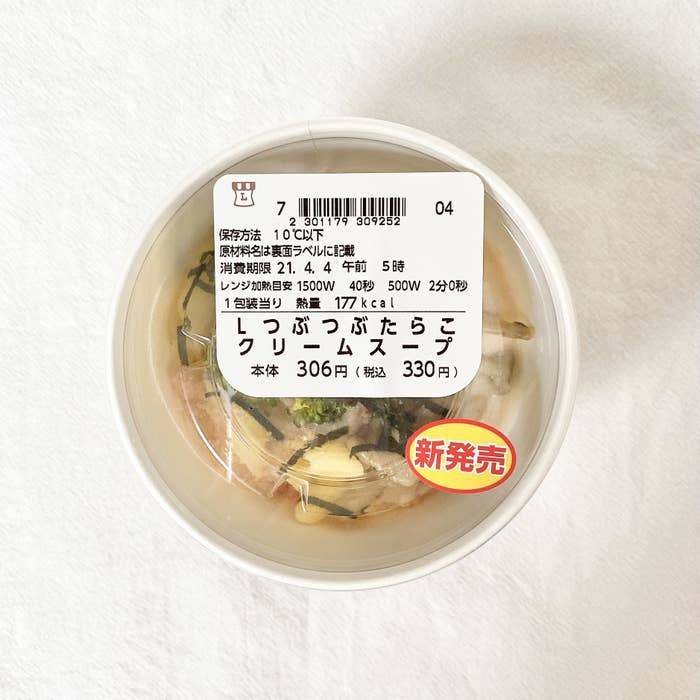 L
7 04
2 301179 309252
保存方法 10℃以下
原材料名は裏面ラベルに記載
消費期限 21. 4. 4 午前 5時
レンジ加熱目安 1500W 40秒 500W 2分0秒
1包装当り 熱量 177kcal
Lつぶつぶたらこ
クリームスープ
本体 306円(税込 330円)
新発売